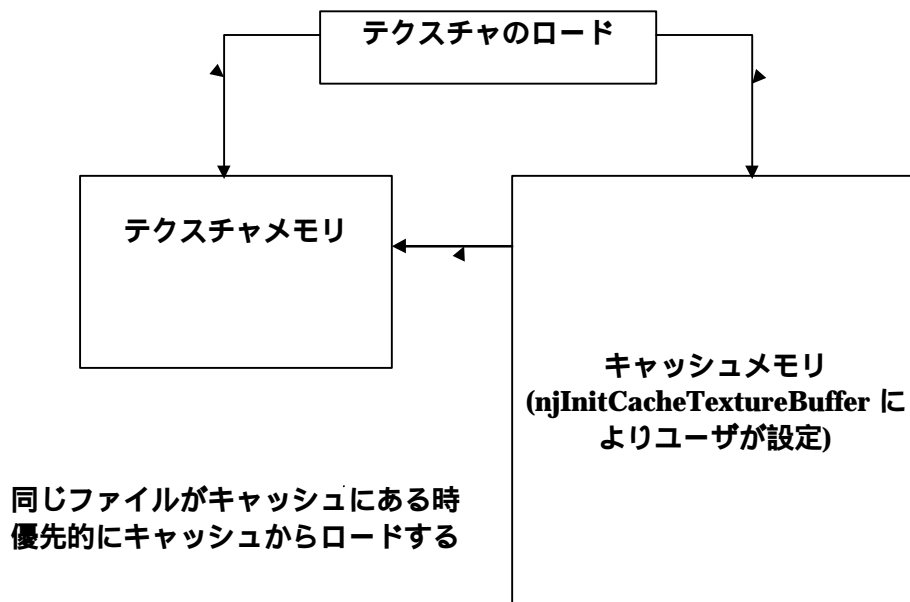 テクスチャのロード
テクスチャメモリ
キャッシュメモリ
(njInitCacheTextureBuffer に
よりユーザが設定)
同じファイルがキャッシュにある時
優先的にキャッシュからロードする